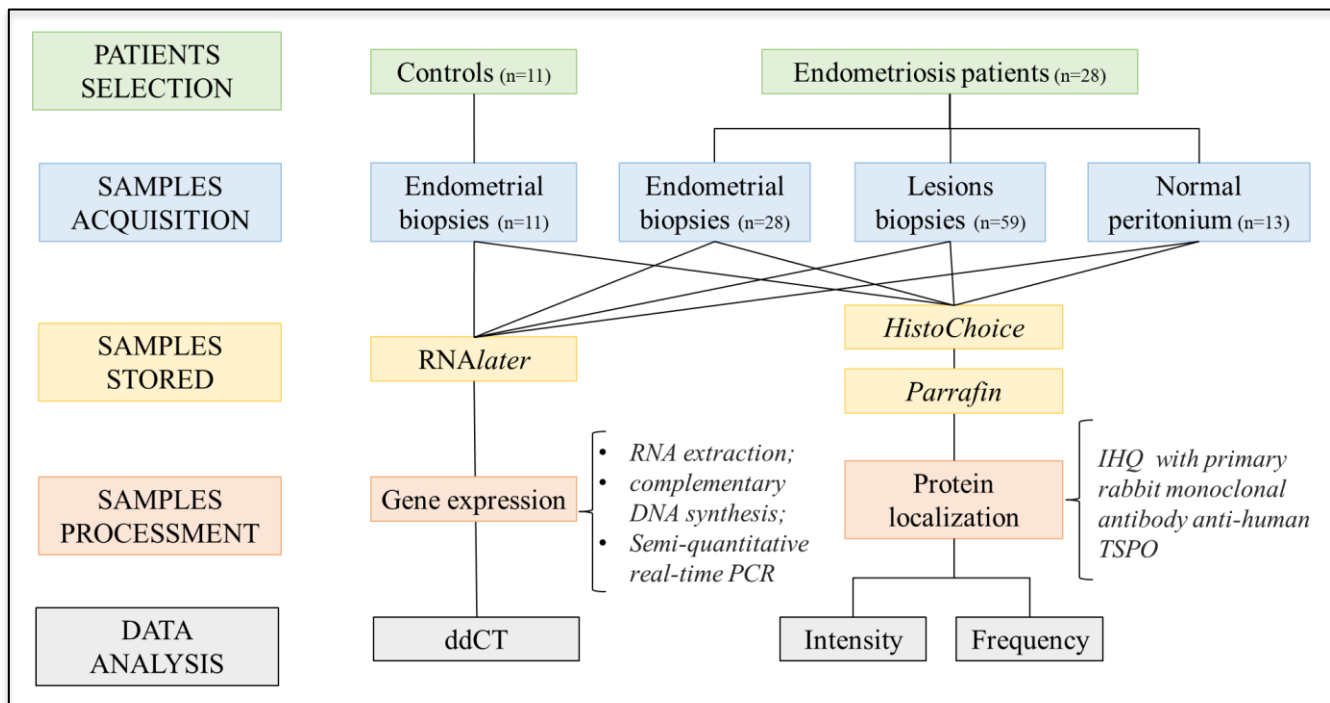 PATIENTS
SELECTION
Controls (n=11)
Endometriosis patients (n=28)
SAMPLES
ACQUISITION
Endometrial
biopsies (n=11)
Endometrial
biopsies (n=28)
Lesions
biopsies (n=59)
Normal
peritonium (n=13)
SAMPLES
STORED
RNAlater
HistoChoice
Parrafin
SAMPLES
PROCESSMENT
Gene expression
• RNA extraction;
• complementary
DNA synthesis;
• Semi-quantitative
real-time PCR
Protein
localization
IHQ with primary
rabbit monoclonal
antibody anti-human
TSPO
DATA
ANALYSIS
ddCT
Intensity
Frequency